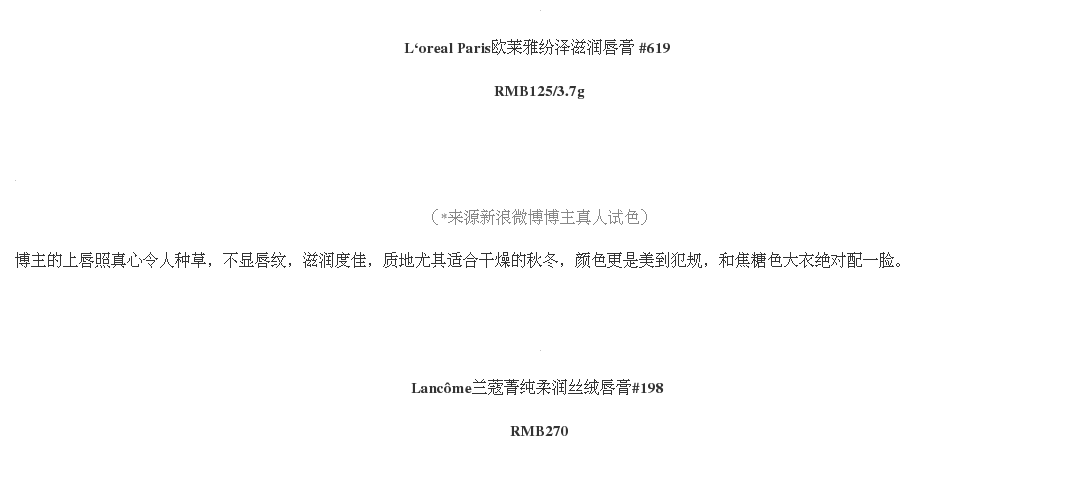 L‘oreal Paris欧莱雅纷泽滋润唇膏 #619
RMB125/3.7g
（*来源新浪微博博主真人试色）
博主的上唇照真心令人种草，不显唇纹，滋润度佳，质地尤其适合干燥的秋冬，颜色更是美到犯规，和焦糖色大衣绝对配一脸。
Lancôme兰蔻菁纯柔润丝绒唇膏#198
RMB270